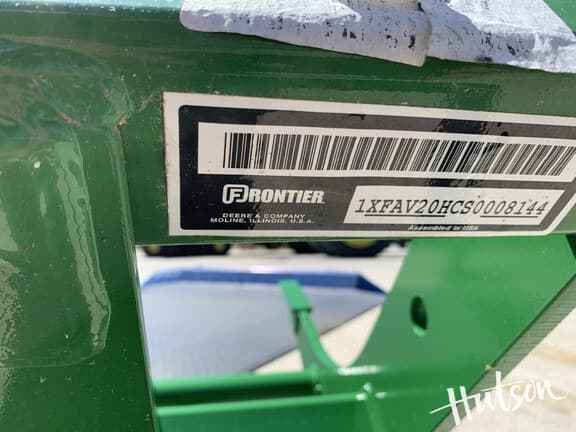 FRONTIER
DEERE & COMPANY
MOLINE, ILLINOIS, U.S.A.
1XFAV20HCS0008144
Assembled in USA
Hutson